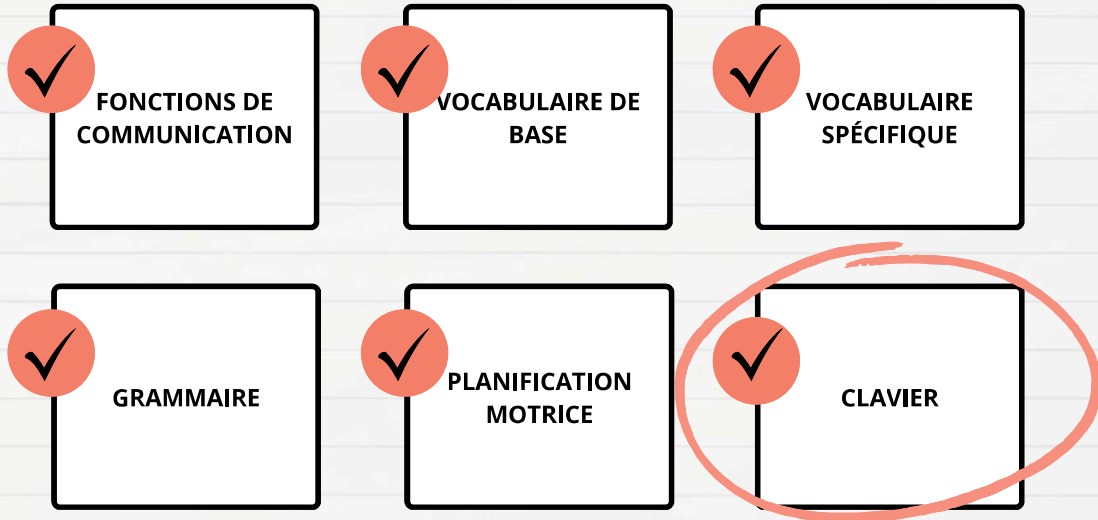 FONCTIONS DE
COMMUNICATION
VOCABULAIRE DE
BASE
VOCABULAIRE
SPÉCIFIQUE
GRAMMAIRE
PLANIFICATION
MOTRICE
CLAVIER